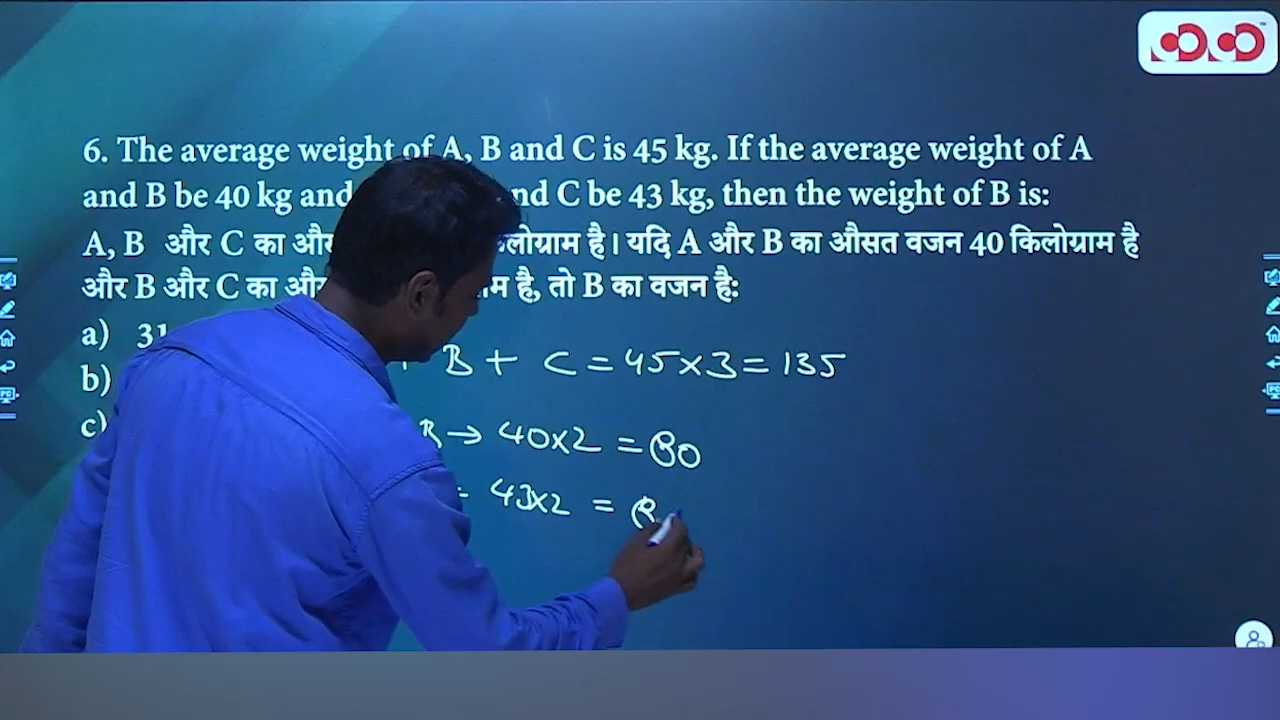 6. The average weight of A, B and C is 45 kg. If the average weight of A
and B be 40 kg and nd C be 43 kg, then the weight of B is:
A, B और C का औ लोग्राम है। यदि A और B का औसत वजन 40 किलोग्राम है
और B और C का औ म है, तो B का वजन है:
a) 31
B + C = 45 × 3 = 135
b)
c)
B → 40×2 = 80
= 43×2 = 8